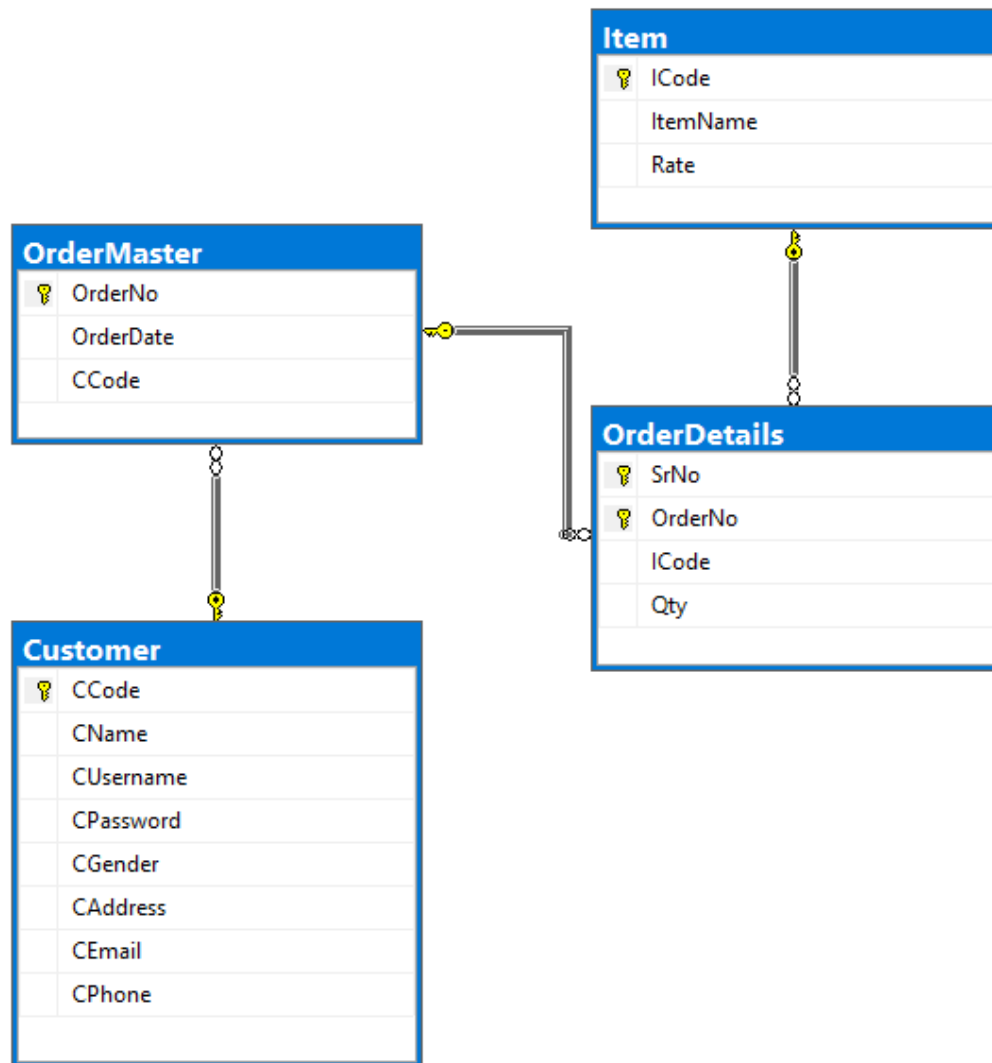 Item
ICode
ItemName
Rate
OrderMaster
OrderNo
OrderDate
CCode
OrderDetails
SrNo
OrderNo
ICode
Qty
Customer
CCode
CName
CUsername
CPassword
CGender
CAddress
CEmail
CPhone